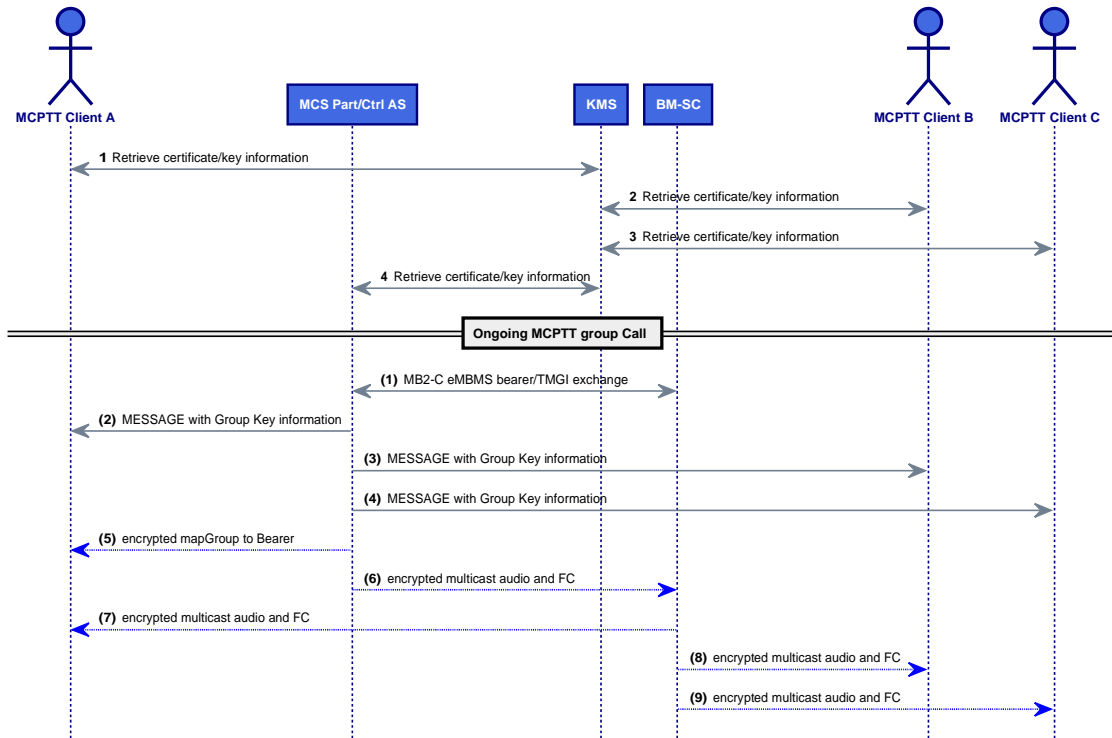 MCPTT Client A
MCS Part/Ctrl AS
KMS
BM-SC
MCPTT Client B
MCPTT Client C
1 Retrieve certificate/key information
2 Retrieve certificate/key information
3 Retrieve certificate/key information
4 Retrieve certificate/key information
Ongoing MCPTT group Call
(1) MB2-C eMBMS bearer/TMGI exchange
(2) MESSAGE with Group Key information
(3) MESSAGE with Group Key information
(4) MESSAGE with Group Key information
(5) encrypted mapGroup to Bearer
(6) encrypted multicast audio and FC
(7) encrypted multicast audio and FC
(8) encrypted multicast audio and FC
(9) encrypted multicast audio and FC